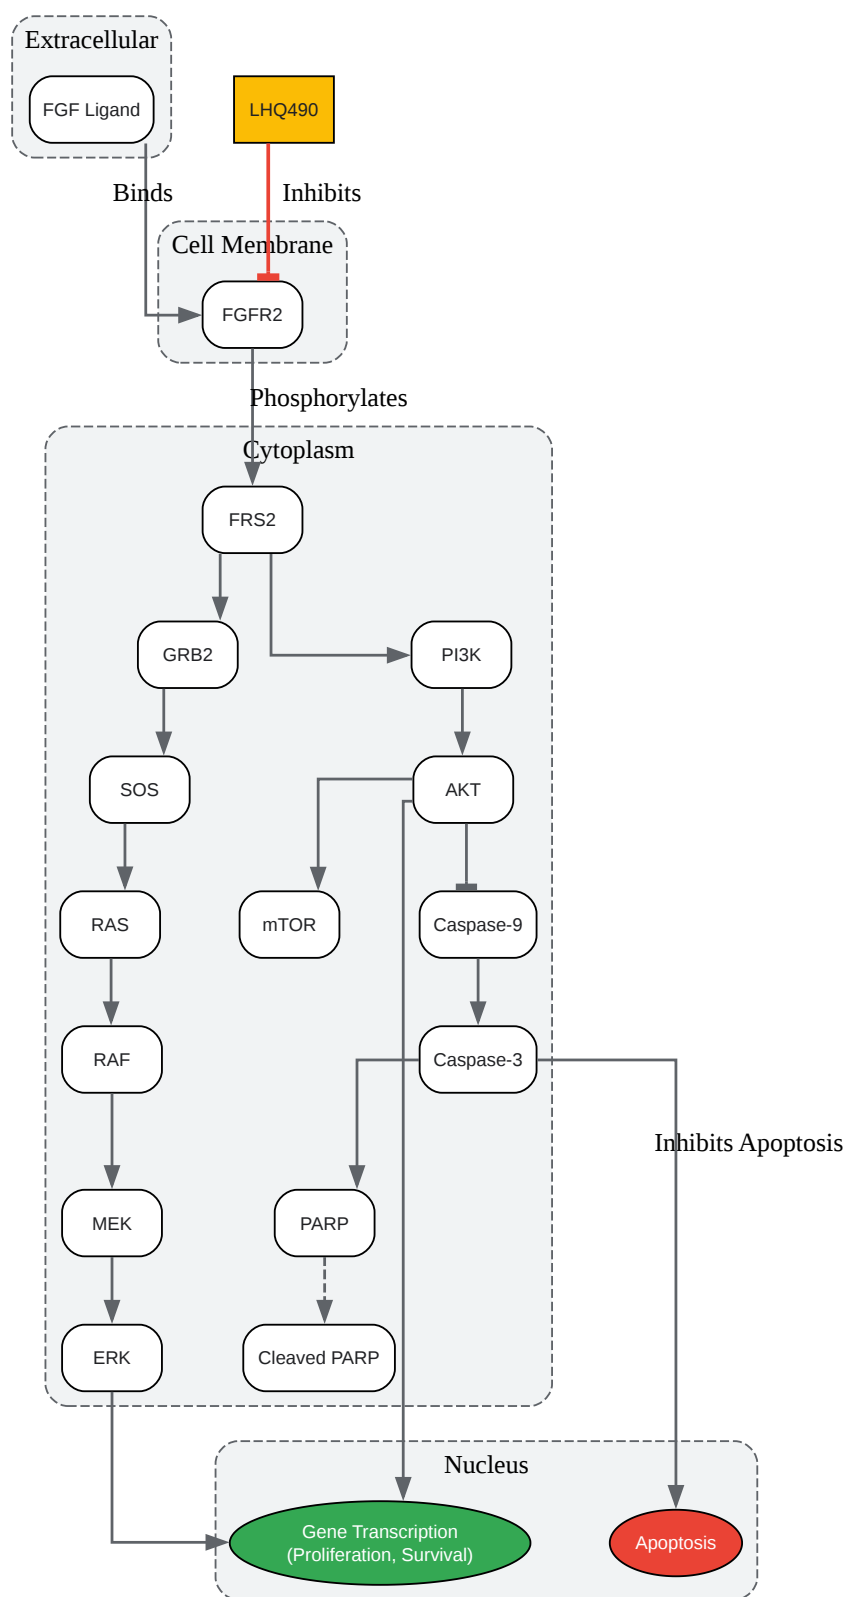 Extracellular
FGF Ligand
LHQ490
Binds
Inhibits
Cell Membrane
FGFR2
Phosphorylates
Cytoplasm
FRS2
GRB2
PI3K
SOS
AKT
RAS
mTOR
Caspase-9
RAF
Caspase-3
Inhibits Apoptosis
MEK
PARP
ERK
Cleaved PARP
Nucleus
Gene Transcription
(Proliferation, Survival)
Apoptosis